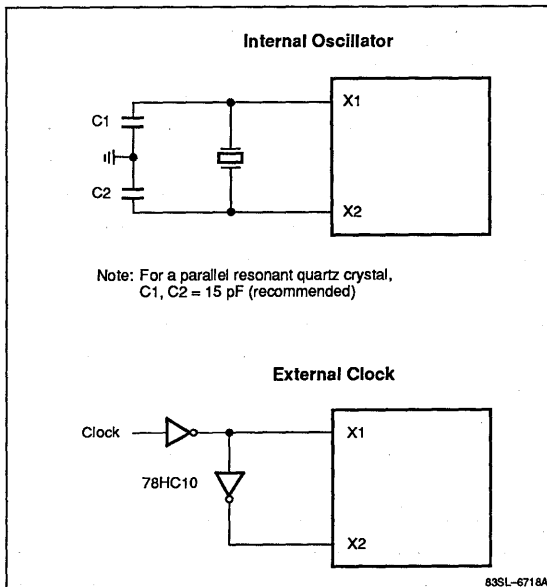 Internal Oscillator
X1
C1
C2
X2
Note: For a parallel resonant quartz crystal,
C1, C2 = 15 pF (recommended)
External Clock
Clock
X1
78HC10
X2
83SL–6718A